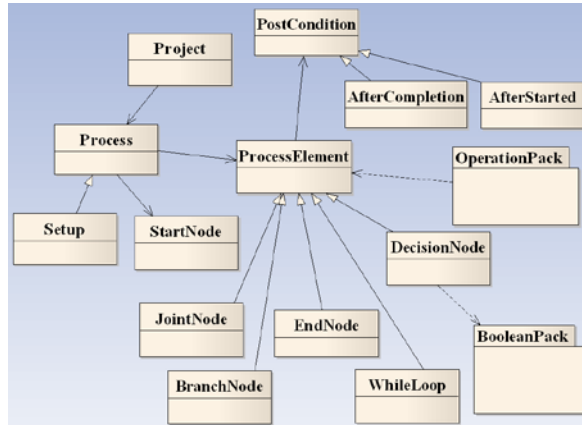 PostCondition
Project
AfterCompletion
AfterStarted
Process
ProcessElement
OperationPack
Setup
StartNode
DecisionNode
JointNode
EndNode
BooleanPack
BranchNode
WhileLoop